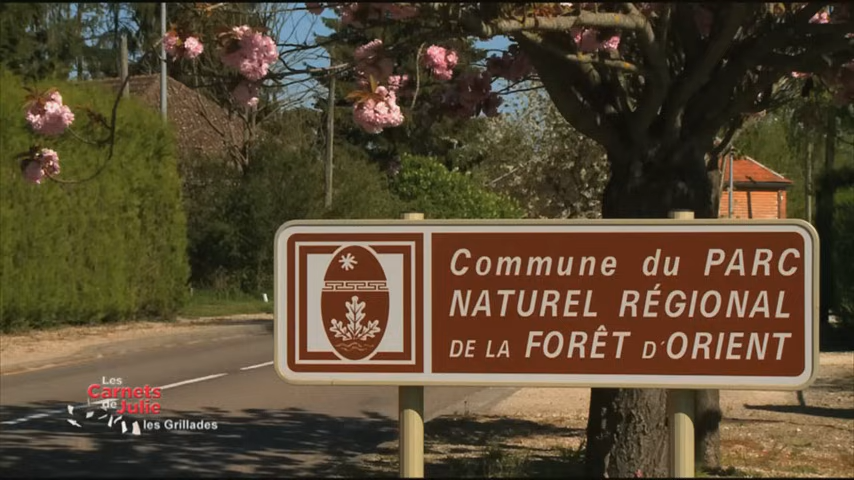 Commune du PARC
NATUREL RÉGIONAL
DE LA FORÊT D'ORIENT
Les
Carnets
de
Julie
les Grillades